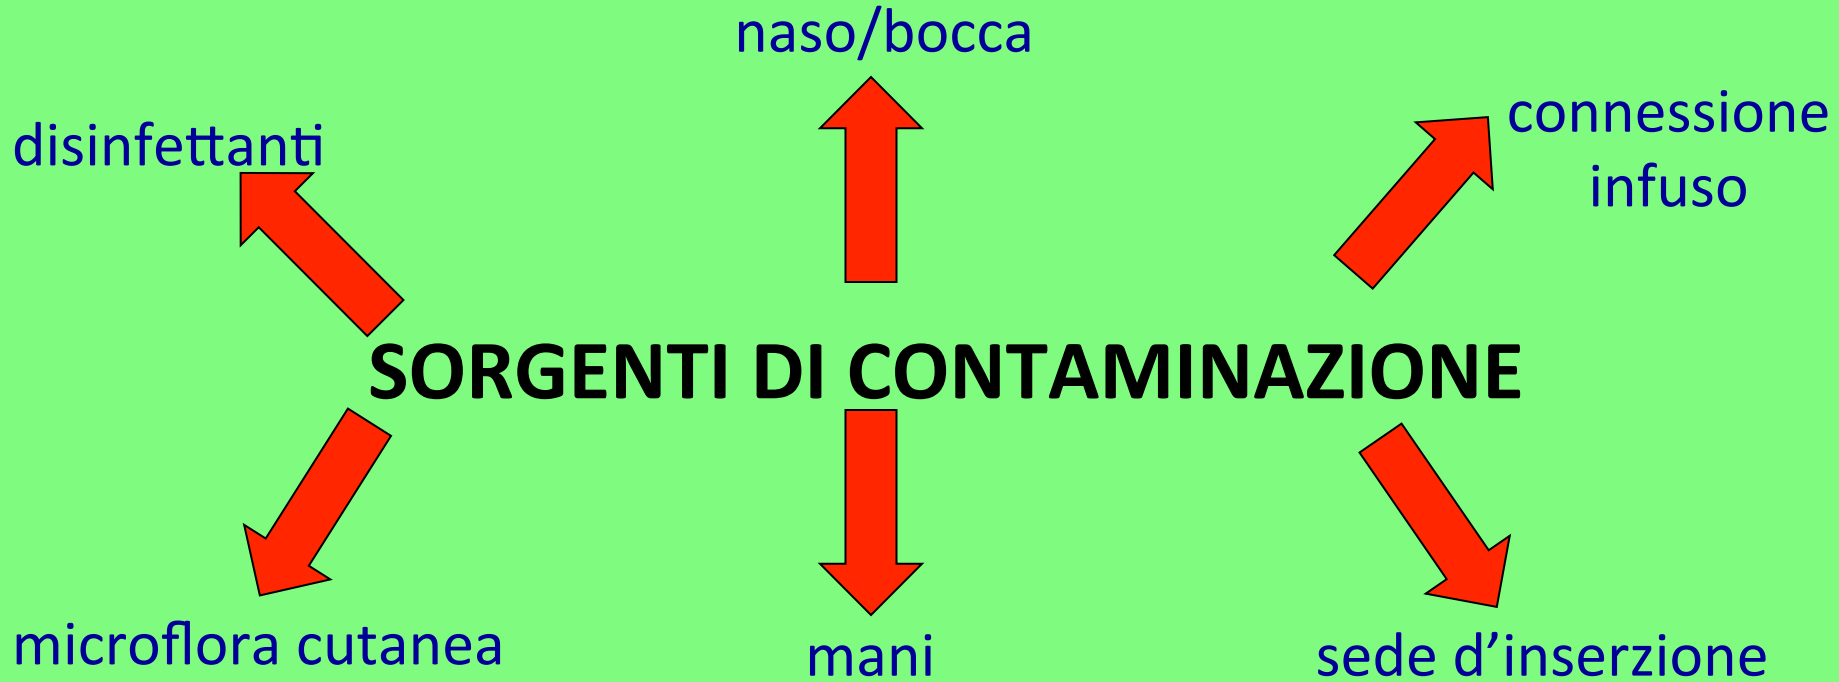 naso/bocca
disinfettanti
connessione
infuso
SORGENTI DI CONTAMINAZIONE
microflora cutanea
mani
sede d’inserzione